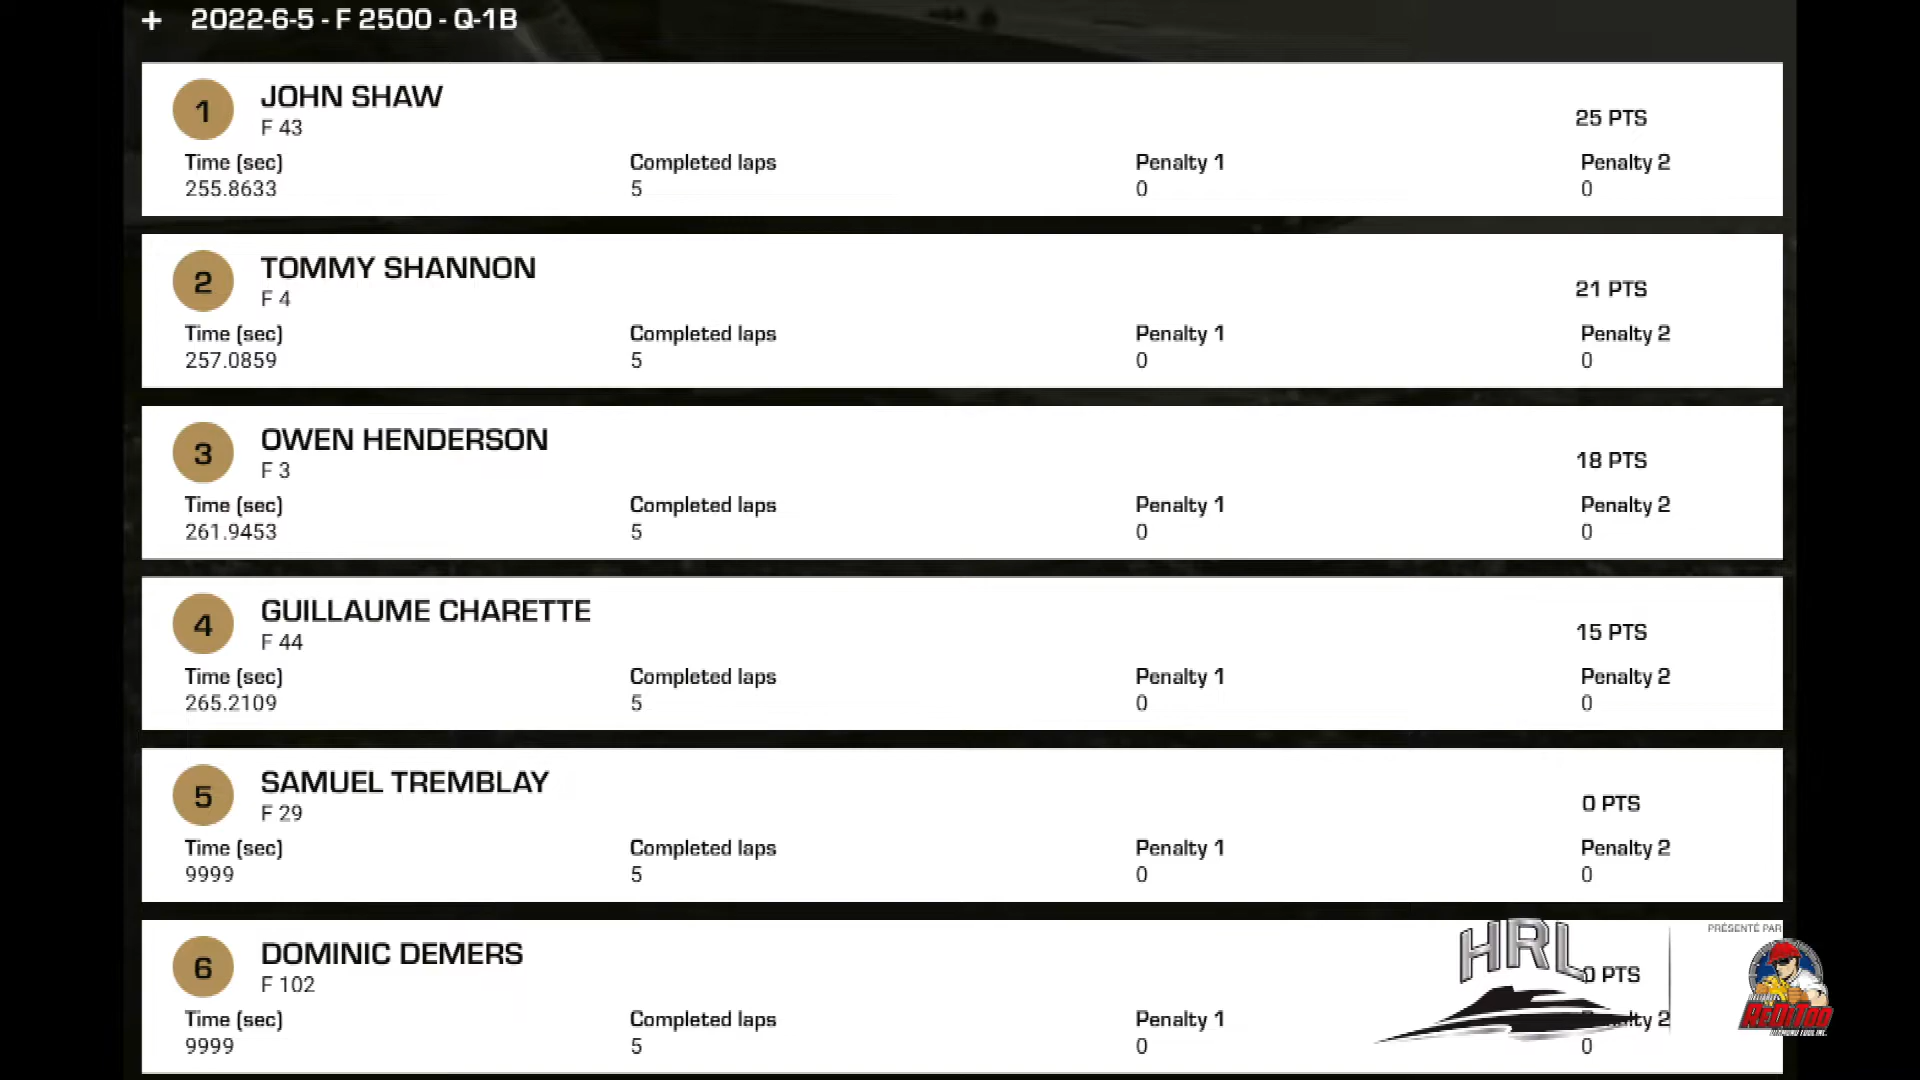 + 2022-6-5 - F 2500 - Q-1B
1 JOHN SHAW
F 43
25 PTS
Time (sec) Completed laps Penalty 1 Penalty 2
255.8633 5 0 0
2 TOMMY SHANNON
F 4
21 PTS
Time (sec) Completed laps Penalty 1 Penalty 2
257.0859 5 0 0
3 OWEN HENDERSON
F 3
18 PTS
Time (sec) Completed laps Penalty 1 Penalty 2
261.9453 5 0 0
4 GUILLAUME CHARETTE
F 44
15 PTS
Time (sec) Completed laps Penalty 1 Penalty 2
265.2109 5 0 0
5 SAMUEL TREMBLAY
F 29
0 PTS
Time (sec) Completed laps Penalty 1 Penalty 2
9999 5 0 0
6 DOMINIC DEMERS
F 102
0 PTS
Time (sec) Completed laps Penalty 1 2
9999 5 0 0
HRL
PRÉSENTÉ PAR